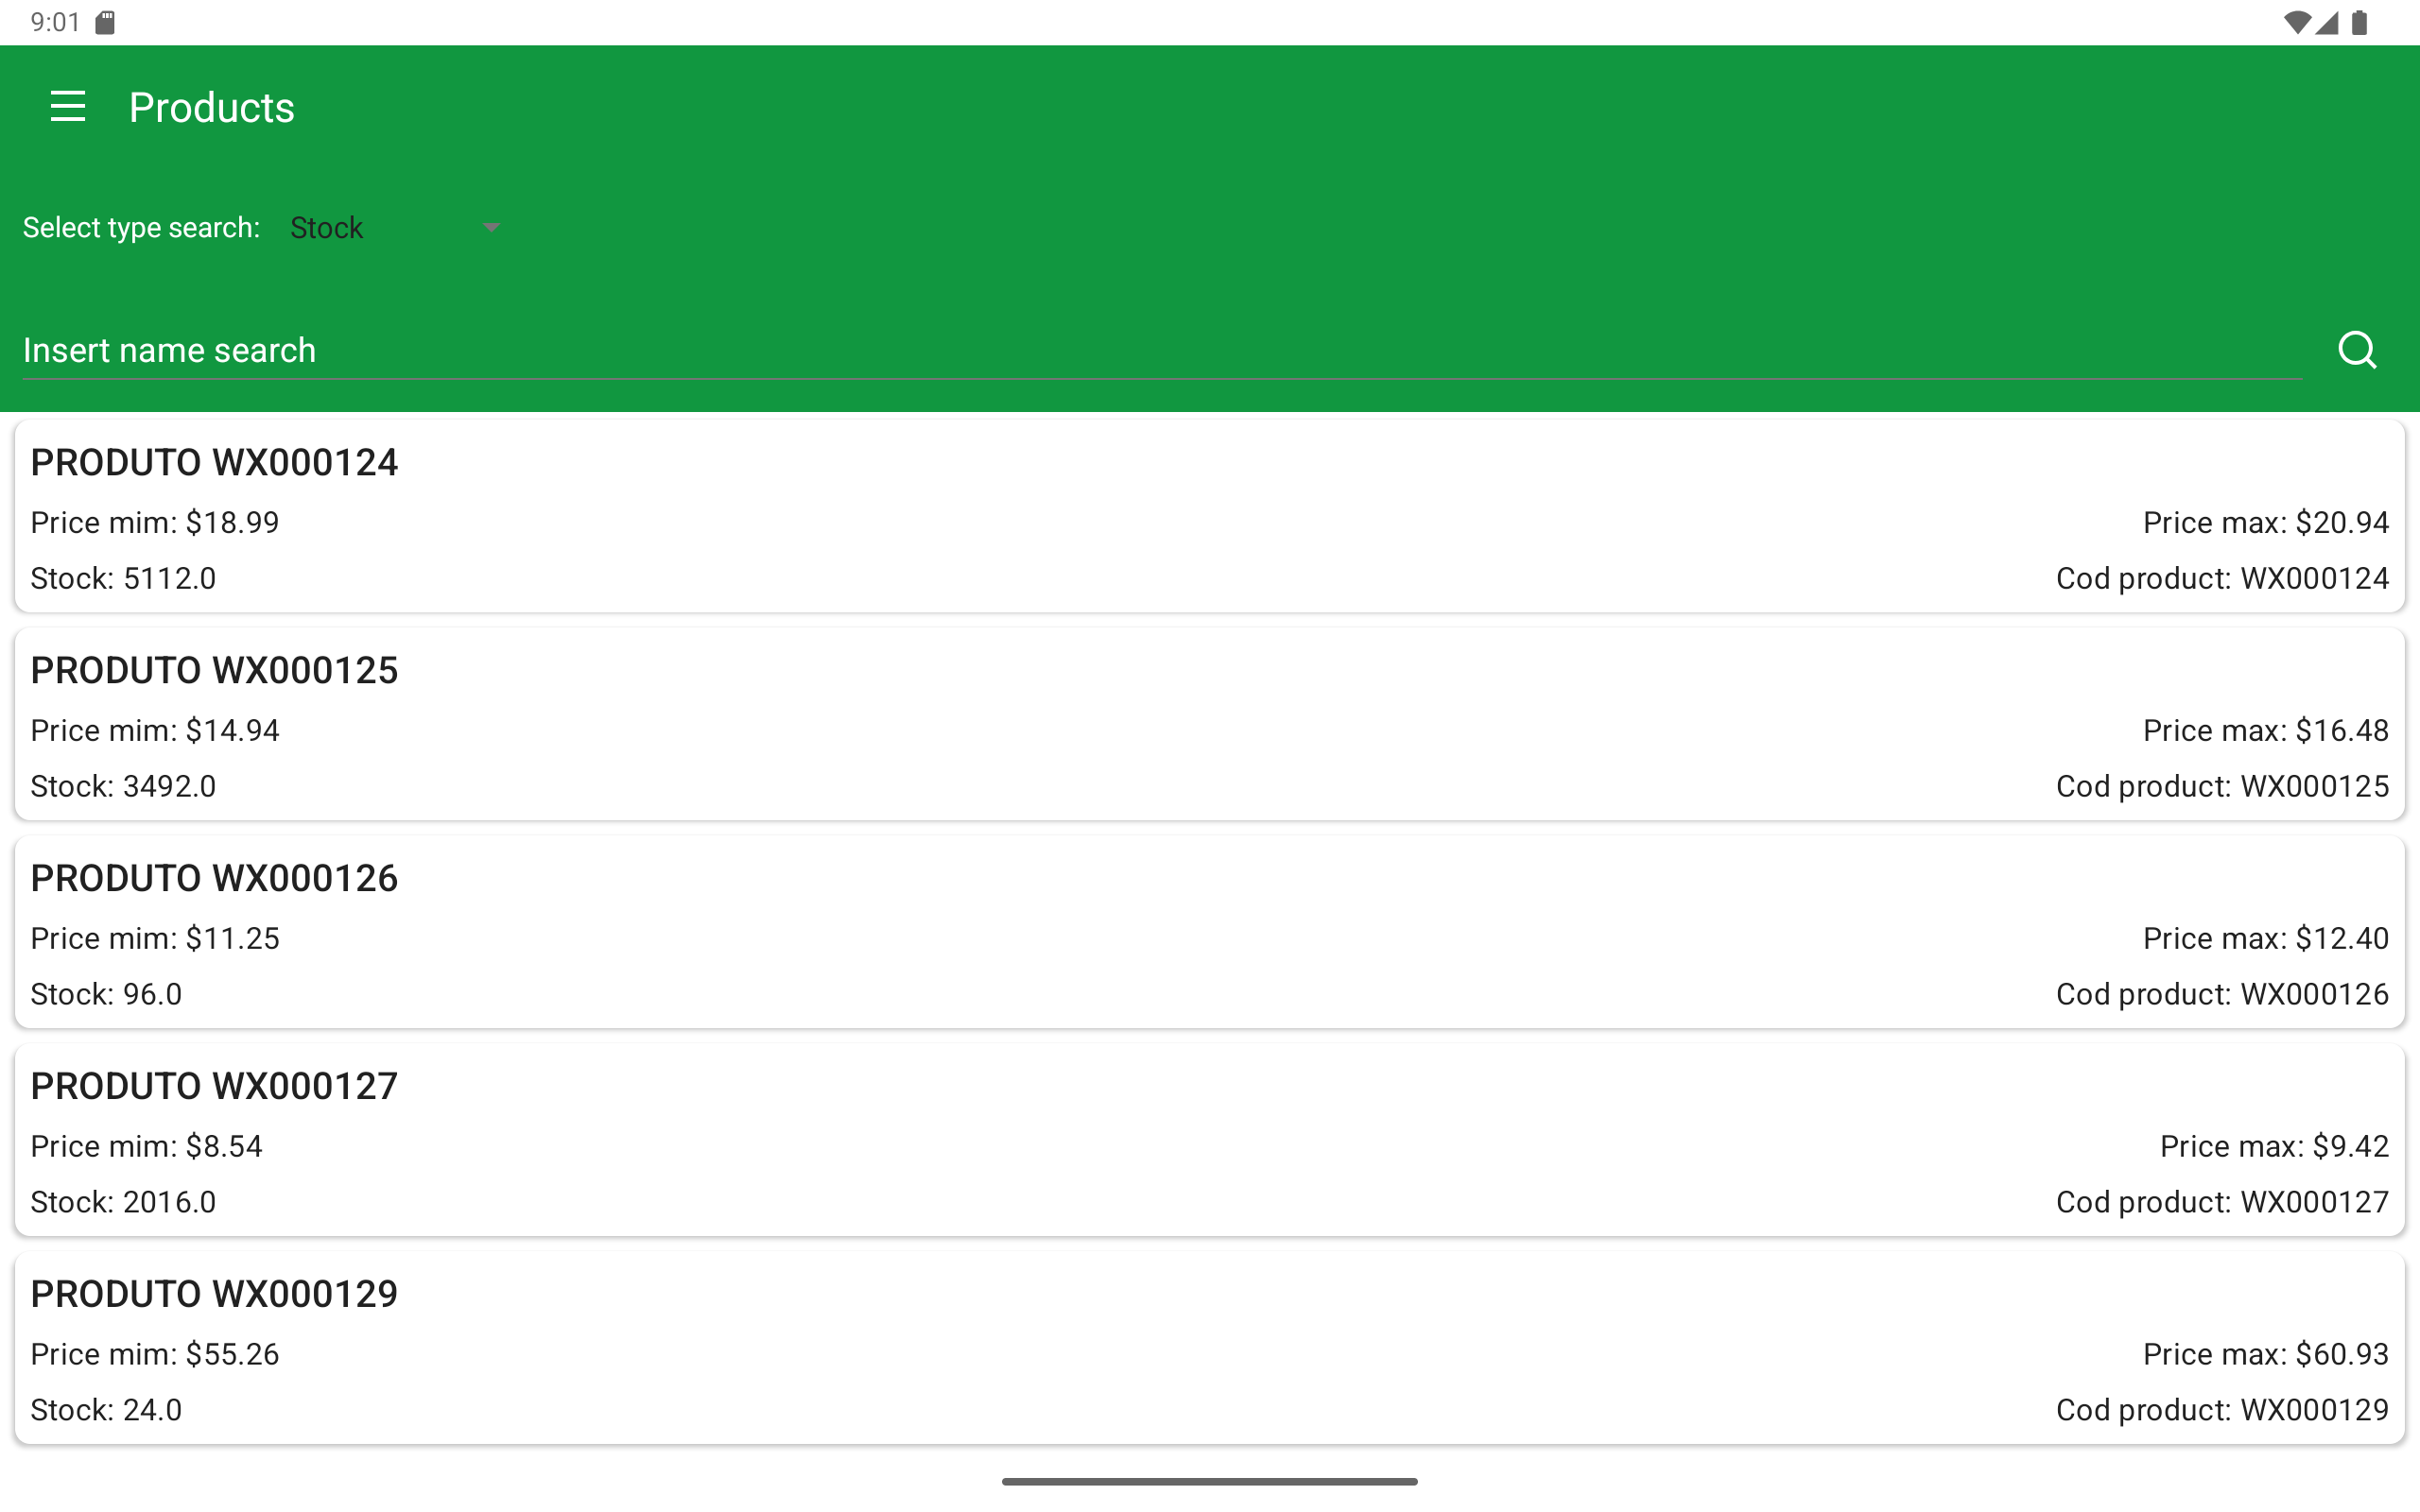 9:01
Products
Select type search: Stock
Insert name search
PRODUTO WX000124
Price mim: $18.99 Price max: $20.94
Stock: 5112.0 Cod product: WX000124
PRODUTO WX000125
Price mim: $14.94 Price max: $16.48
Stock: 3492.0 Cod product: WX000125
PRODUTO WX000126
Price mim: $11.25 Price max: $12.40
Stock: 96.0 Cod product: WX000126
PRODUTO WX000127
Price mim: $8.54 Price max: $9.42
Stock: 2016.0 Cod product: WX000127
PRODUTO WX000129
Price mim: $55.26 Price max: $60.93
Stock: 24.0 Cod product: WX000129